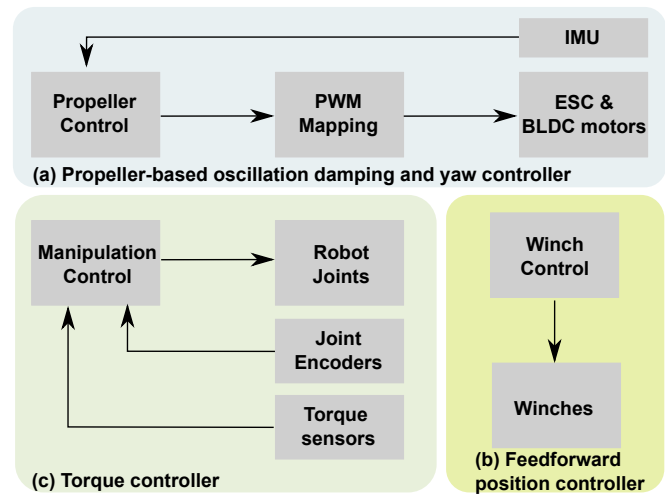 IMU
Propeller
Control
PWM
Mapping
ESC &
BLDC motors
(a) Propeller-based oscillation damping and yaw controller
Manipulation
Control
Robot
Joints
Joint
Encoders
Torque
sensors
(c) Torque controller
Winch
Control
Winches
(b) Feedforward
position controller